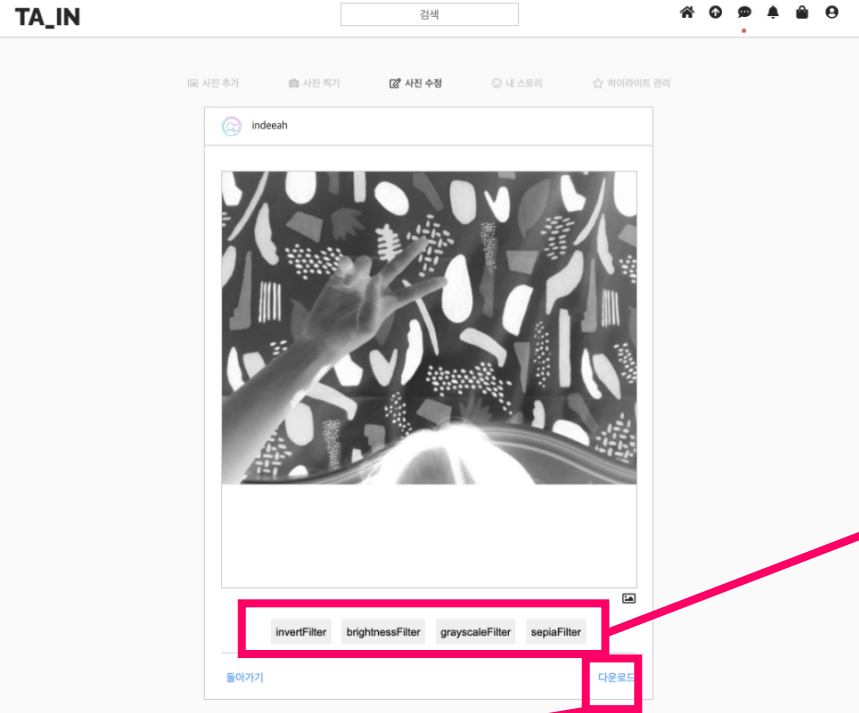 TA_IN
검색
사진 추가
사진 찍기
사진 수정
내 스토리
하이라이트 관리
indeeah
invertFilter brightnessFilter grayscaleFilter sepiaFilter
돌아가기
다운로드